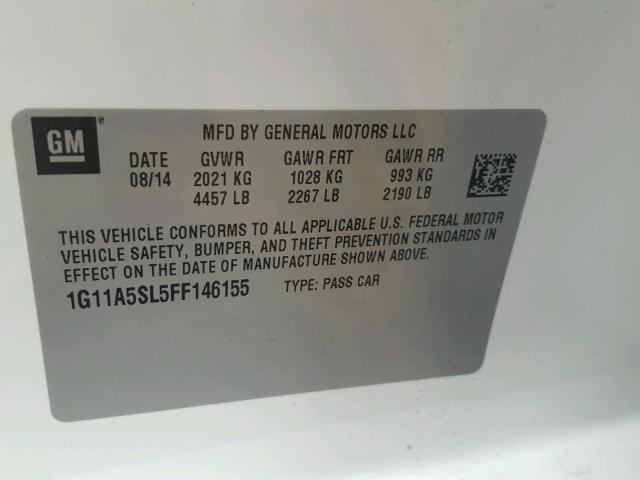 GM
®
MFD BY GENERAL MOTORS LLC
DATE GVWR GAWR FRT GAWR RR
08/14 2021 KG 1028 KG 993 KG
4457 LB 2267 LB 2190 LB
THIS VEHICLE CONFORMS TO ALL APPLICABLE U.S. FEDERAL MOTOR
VEHICLE SAFETY, BUMPER, AND THEFT PREVENTION STANDARDS IN
EFFECT ON THE DATE OF MANUFACTURE SHOWN ABOVE.
1G11A5SL5FF146155 TYPE: PASS CAR